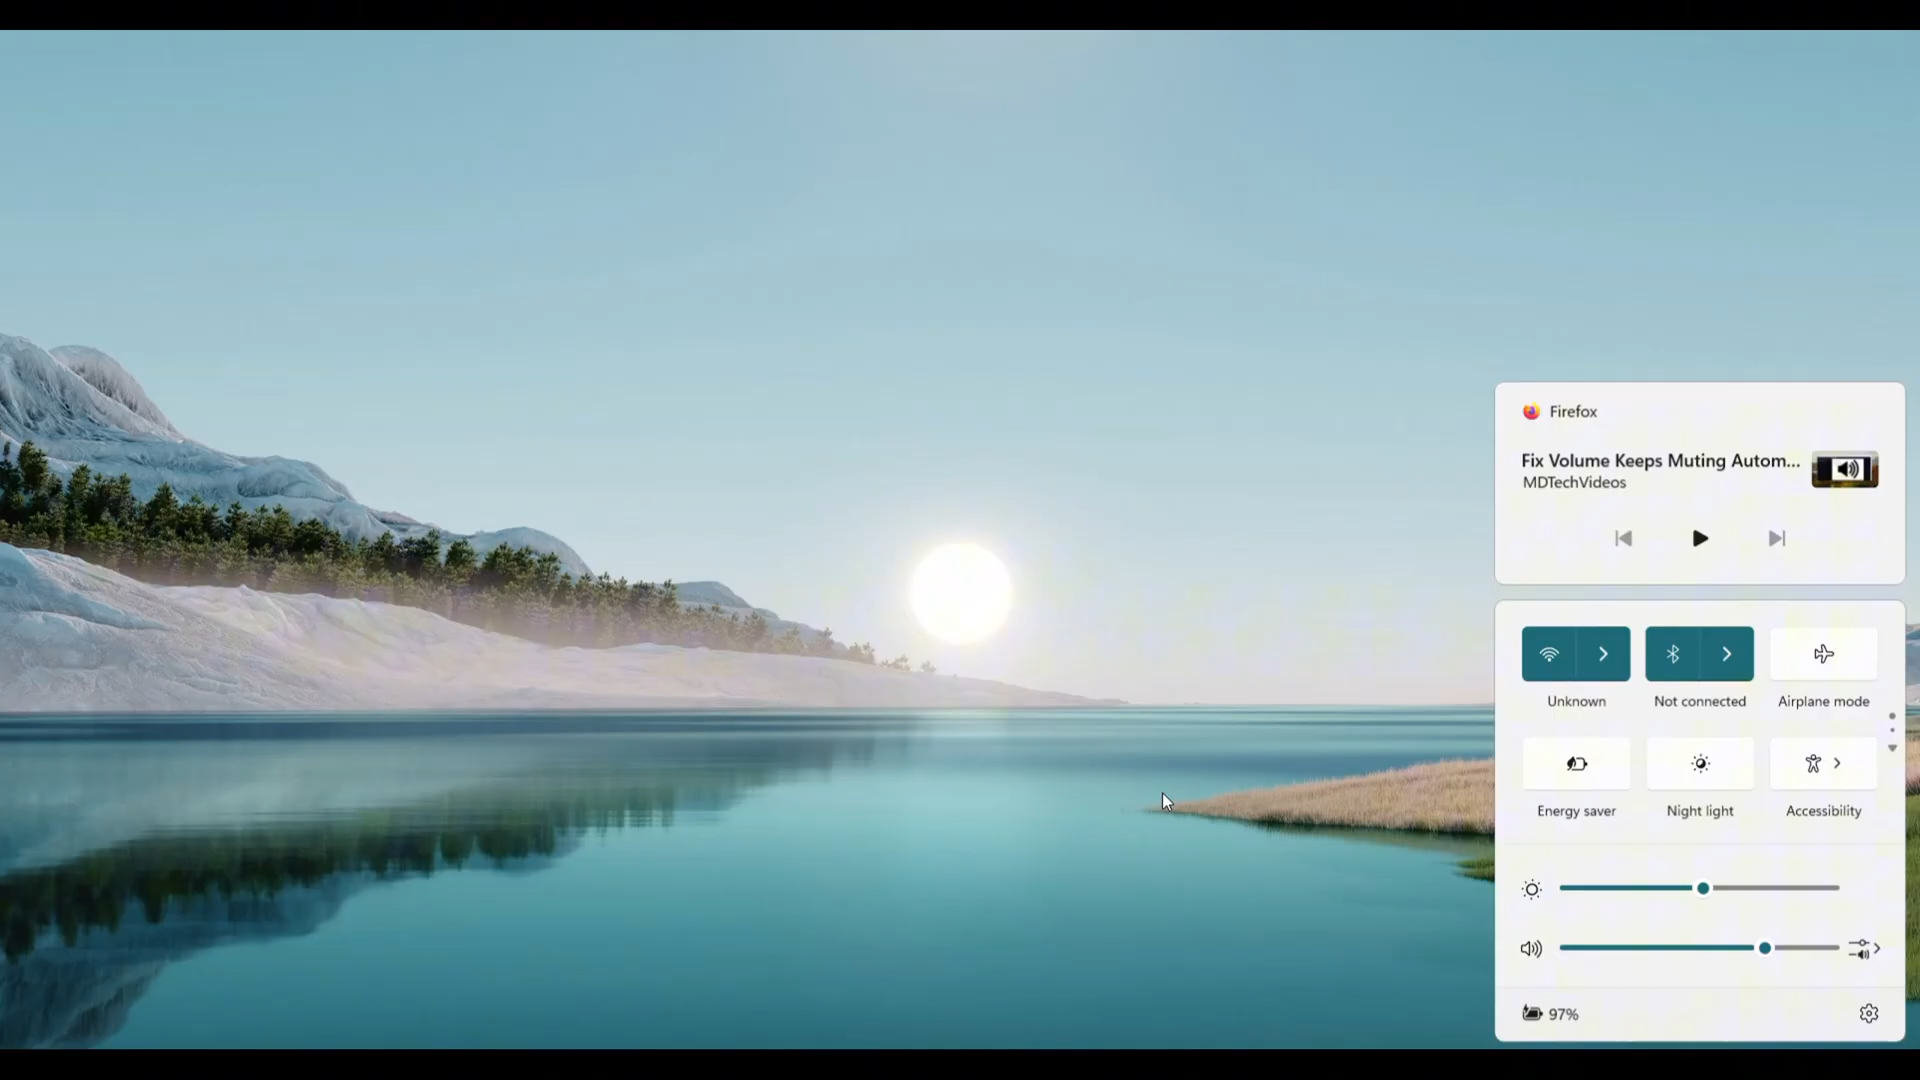 Firefox
Fix Volume Keeps Muting Autom...
MDTechVideos
Unknown
Not connected
Airplane mode
Energy saver
Night light
Accessibility
97%